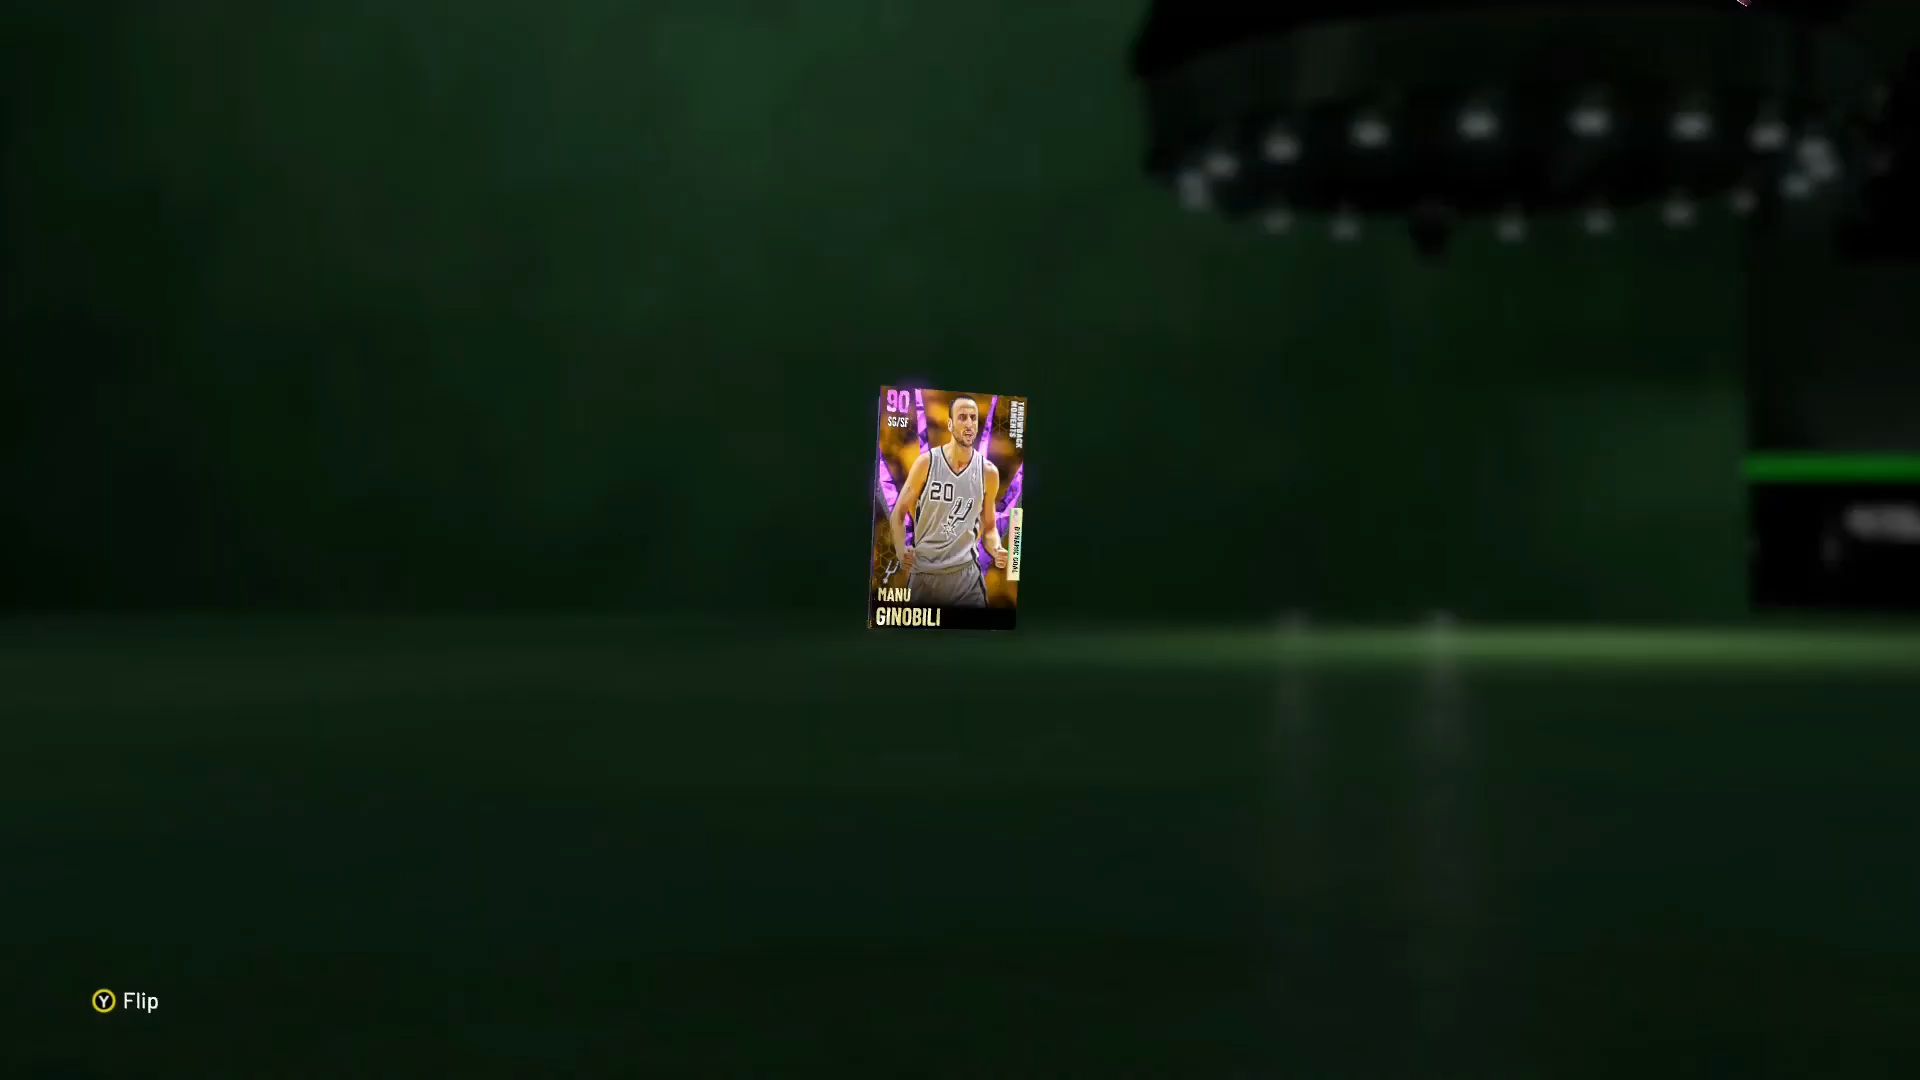 90
SG/SF
THROWBACK
MOMENTS
20
DYNAMIC GOAL
MANU
GINOBILI
Y Flip